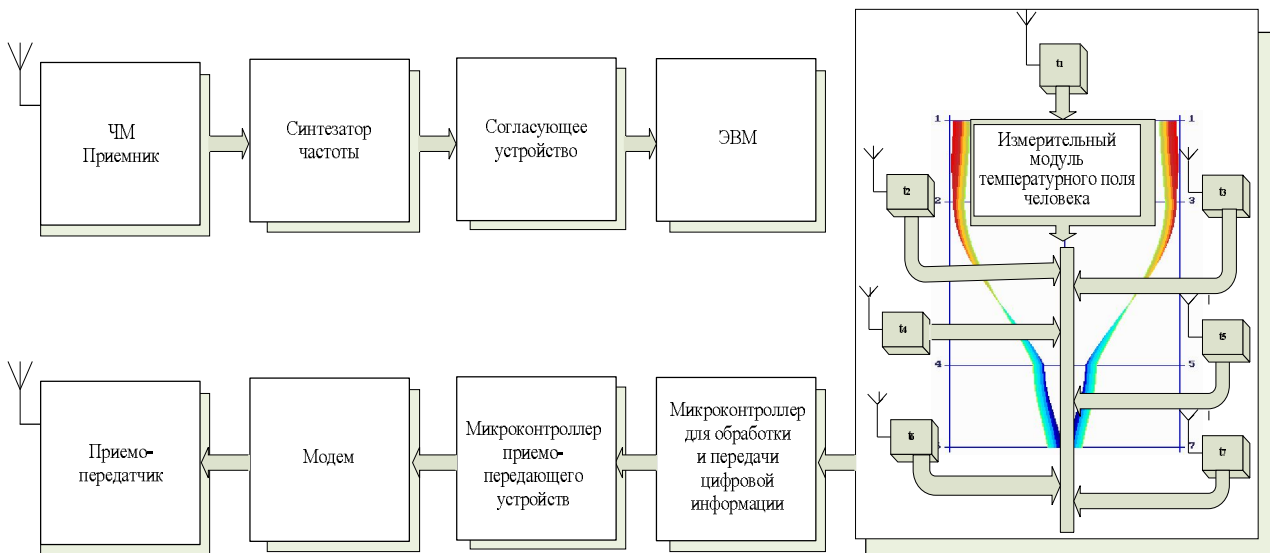 ЧМ
Приемник
Синтезатор
частоты
Согласующее
устройство
ЭВМ
t1
1
1
Измерительный
модуль
температурного поля
человека
t2
t3
2
3
t4
t5
4
5
t6
t7
7
Приемо-
передатчик
Модем
Микроконтроллер
приемо-
передающего
устройств
Микроконтроллер
для обработки
и передачи
цифровой
информации